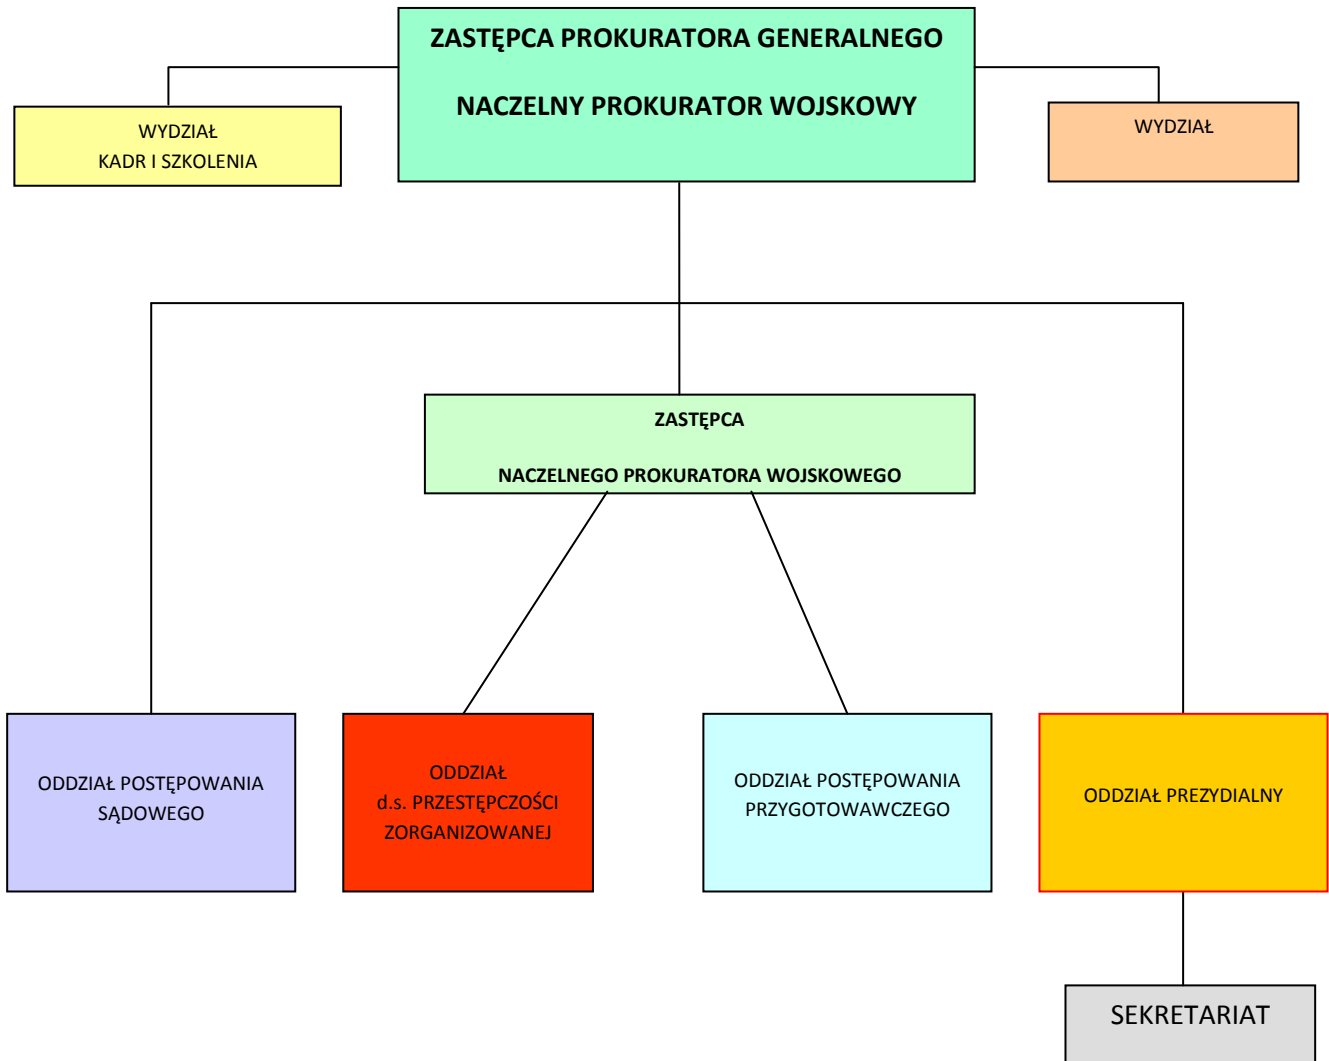 ZASTĘPCA PROKURATORA GENERALNEGO
NACZELNY PROKURATOR WOJSKOWY
WYDZIAŁ
KADR I SZKOLENIA
WYDZIAŁ
ZASTĘPCA
NACZELNEGO PROKURATORA WOJSKOWEGO
ODDZIAŁ POSTĘPOWANIA
SĄDOWEGO
ODDZIAŁ
d.s. PRZESTĘPCZOŚCI
ZORGANIZOWANEJ
ODDZIAŁ POSTĘPOWANIA
PRZYGOTOWAWCZEGO
ODDZIAŁ PREZYDIALNY
SEKRETARIAT